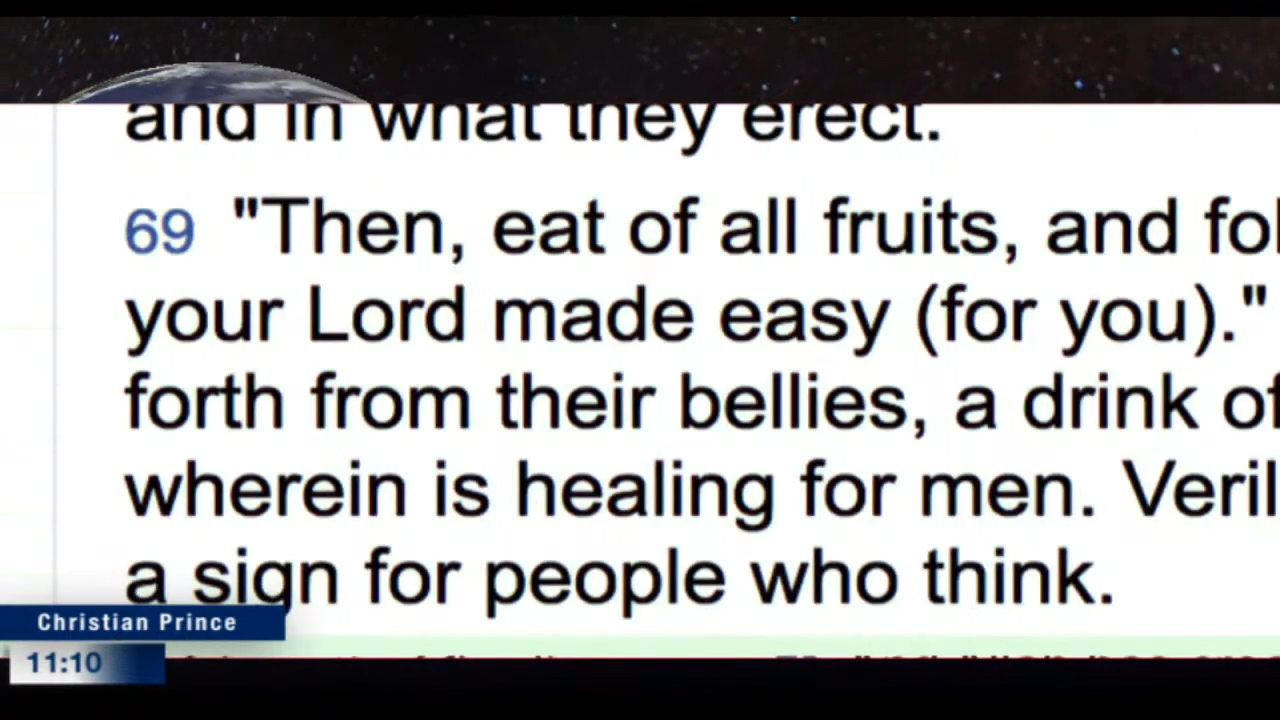 and in what they erect.
69 "Then, eat of all fruits, and
your Lord made easy (for you)."
forth from their bellies, a drink of
wherein is healing for men.
a sign for people who think.
Christian Prince
11:10